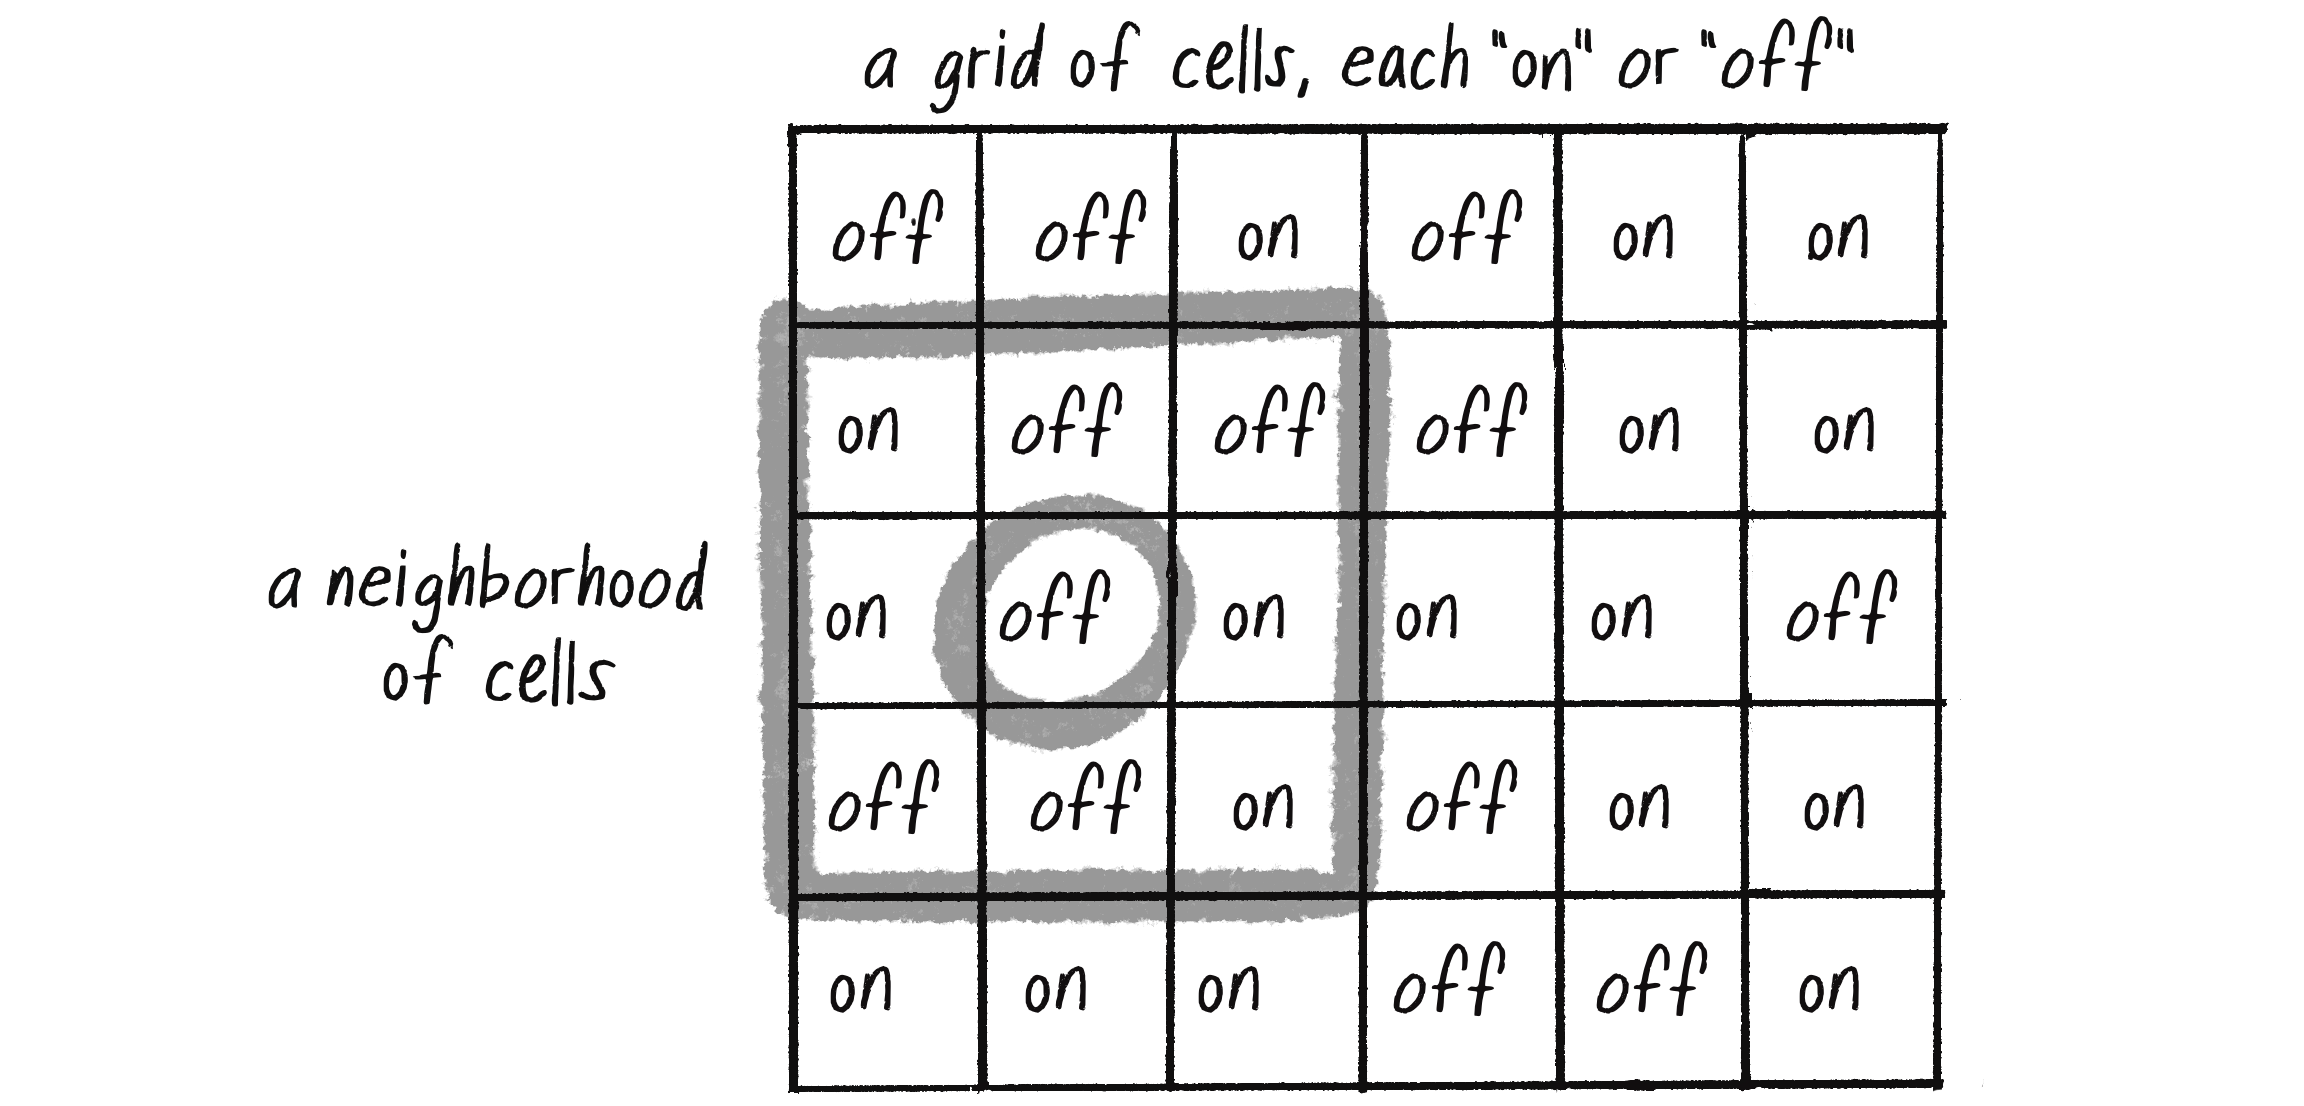 a grid of cells, each "on" or "off"
off off on off on on
on off off off on on
a neighborhood
of cells
on off on on on off
off off on off on on
on on on off off on